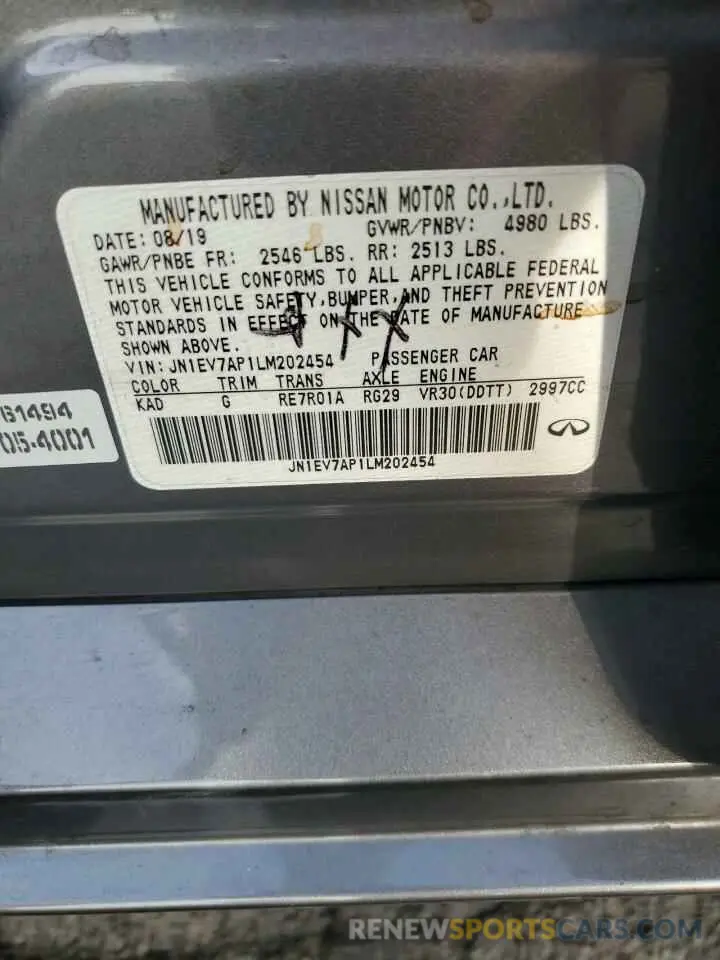 MANUFACTURED BY NISSAN MOTOR CO.,LTD.
DATE: 08/19 GVWR/PNBV: 4980 LBS.
GAWR/PNBE FR: 2546 LBS. RR: 2513 LBS.
THIS VEHICLE CONFORMS TO ALL APPLICABLE FEDERAL
MOTOR VEHICLE SAFETY,BUMPER,AND THEFT PREVENTION
STANDARDS IN EFFECT ON THE DATE OF MANUFACTURE
SHOWN ABOVE.
VIN: JN1EV7AP1LM202454 PASSENGER CAR
COLOR TRIM TRANS AXLE ENGINE
KAD G RE7R01A RG29 VR30(DDTT) 2997CC
JN1EV7AP1LM202454
61494
05-4001
RENEWSPORTSCARS.COM